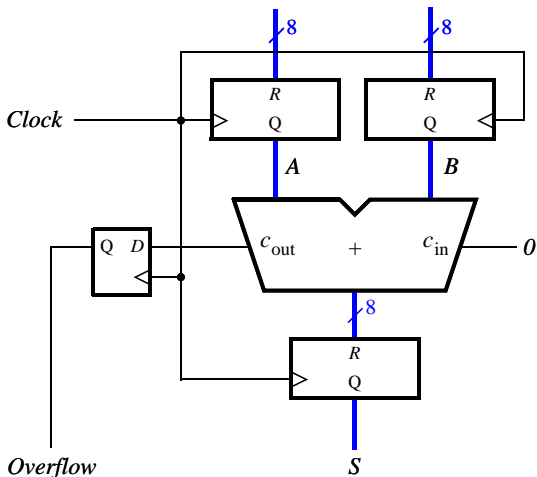 8 8
R R
Clock Q Q
A B
Q D c out + c in 0
8
R
Q
Overflow S